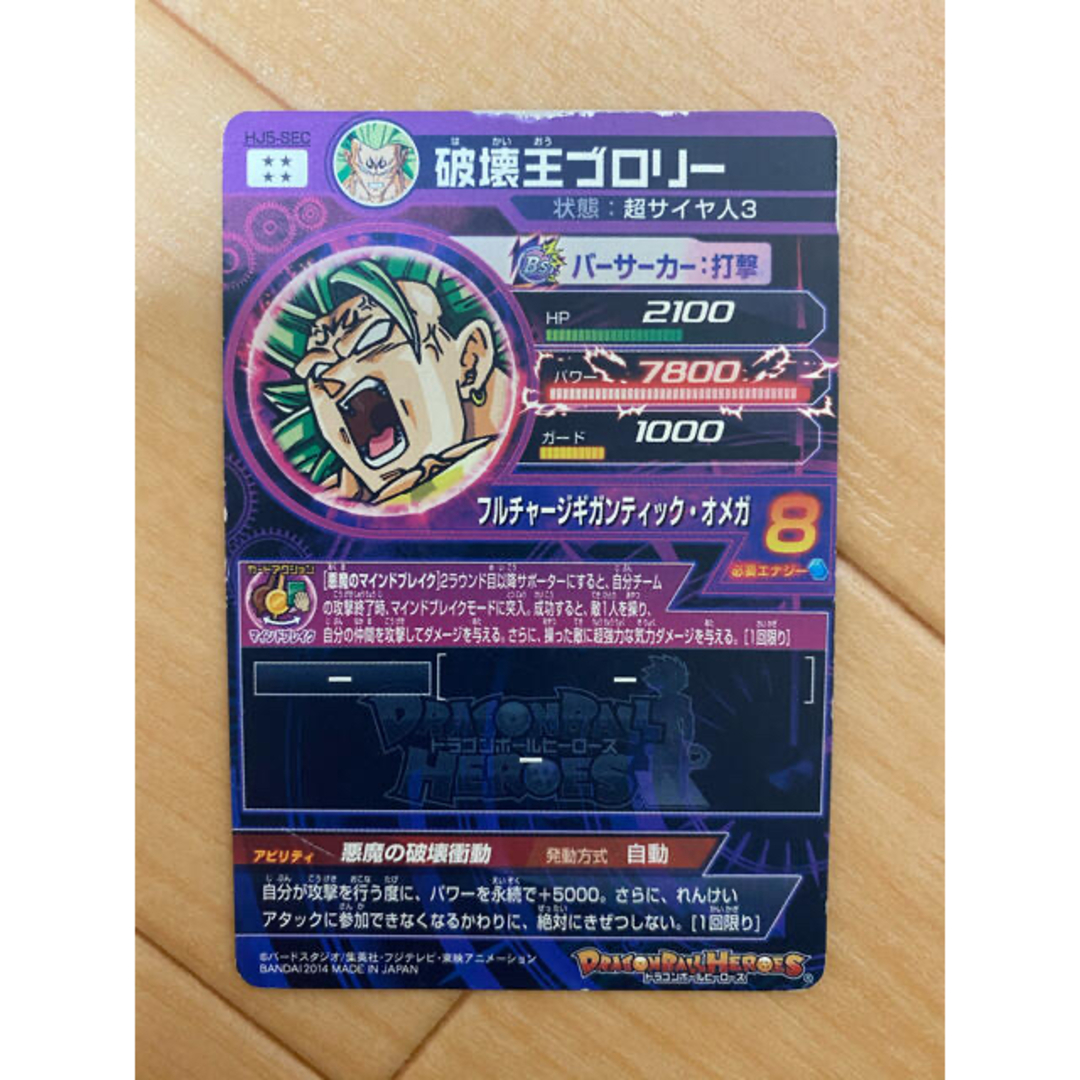 HJ5-SEC
★★
★★
は かい おう
破壊王ブロリー
状態：超サイヤ人3
BS バーサーカー：打撃
HP 2100
パワー 7800
ガード 1000
フルチャージギガンティック・オメガ
8
必要エナジー
カードアクション
マインドブレイク
[悪魔のマインドブレイク]2ラウンド目以降サポーターにすると、自分チーム
の攻撃終了時、マインドブレイクモードに突入。成功すると、敵1人を操り、
自分の仲間を攻撃してダメージを与える。さらに、操った敵に超強力な気力ダメージを与える。[1回限り]
ー ー
DRAGONBALL
ドラゴンボールヒーローズ
ー
HEROES
アビリティ 悪魔の破壊衝動 発動方式 自動
自分が攻撃を行う度に、パワーを永続で+5000。さらに、れんけい
アタックに参加できなくなるかわりに、絶対にきぜつしない。[1回限り]
©バードスタジオ/集英社・フジテレビ・東映アニメーション
BANDAI 2014 MADE IN JAPAN
DRAGONBALL HEROES
ドラゴンボールヒーローズ
®